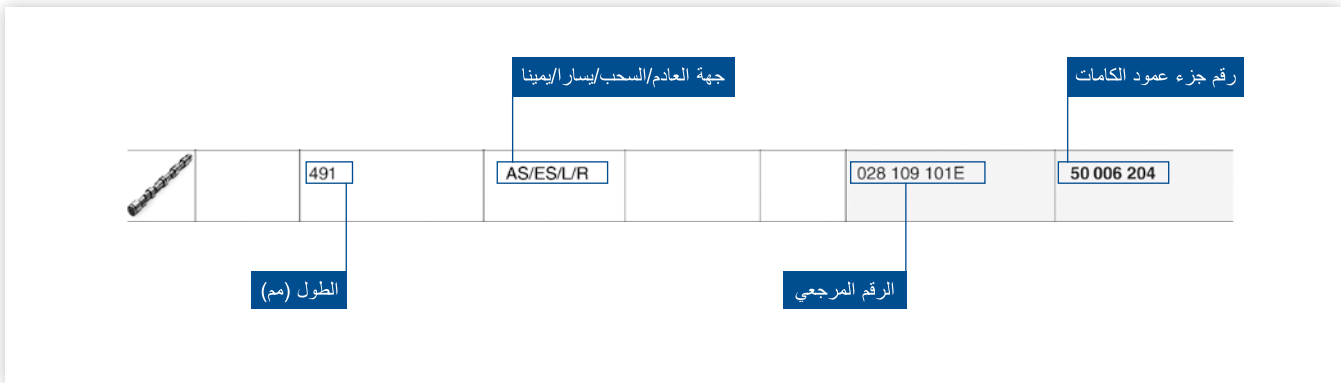 رقم جزء عمود الكامات
جهة العادم/السحب/يسارا/يمينا
491
AS/ES/L/R
028 109 101E
50 006 204
الرقم المرجعي
الطول (مم)